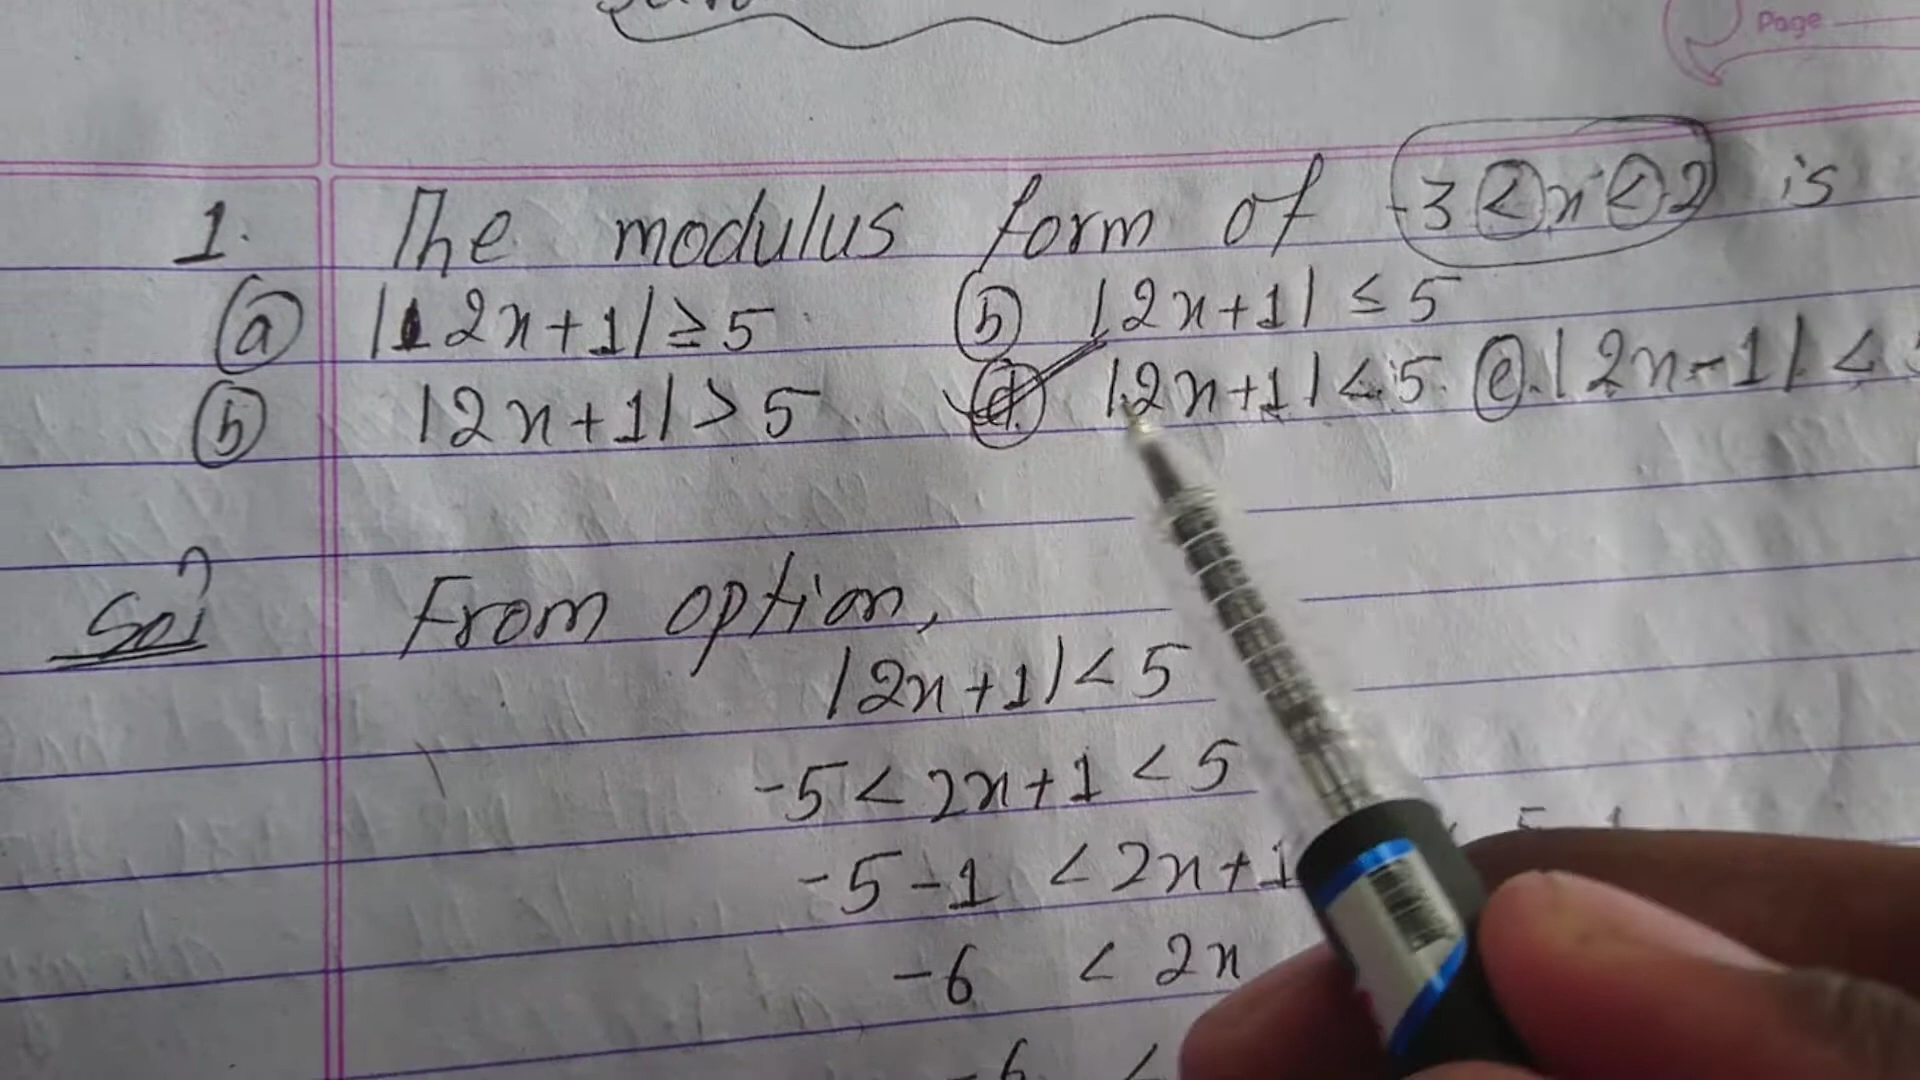 Page
1. The modulus form of -3 < x < 2 is
ⓐ |2x+1| ≥ 5 ⓑ |2x+1| ≤ 5
ⓑ |2x+1| > 5 ⓓ |2x+1| < 5 ⓔ |2x-1| <
Solⁿ From option,
|2x+1| < 5
-5 < 2x+1 < 5
-5-1 < 2x+1
-6 < 2x
-6 <